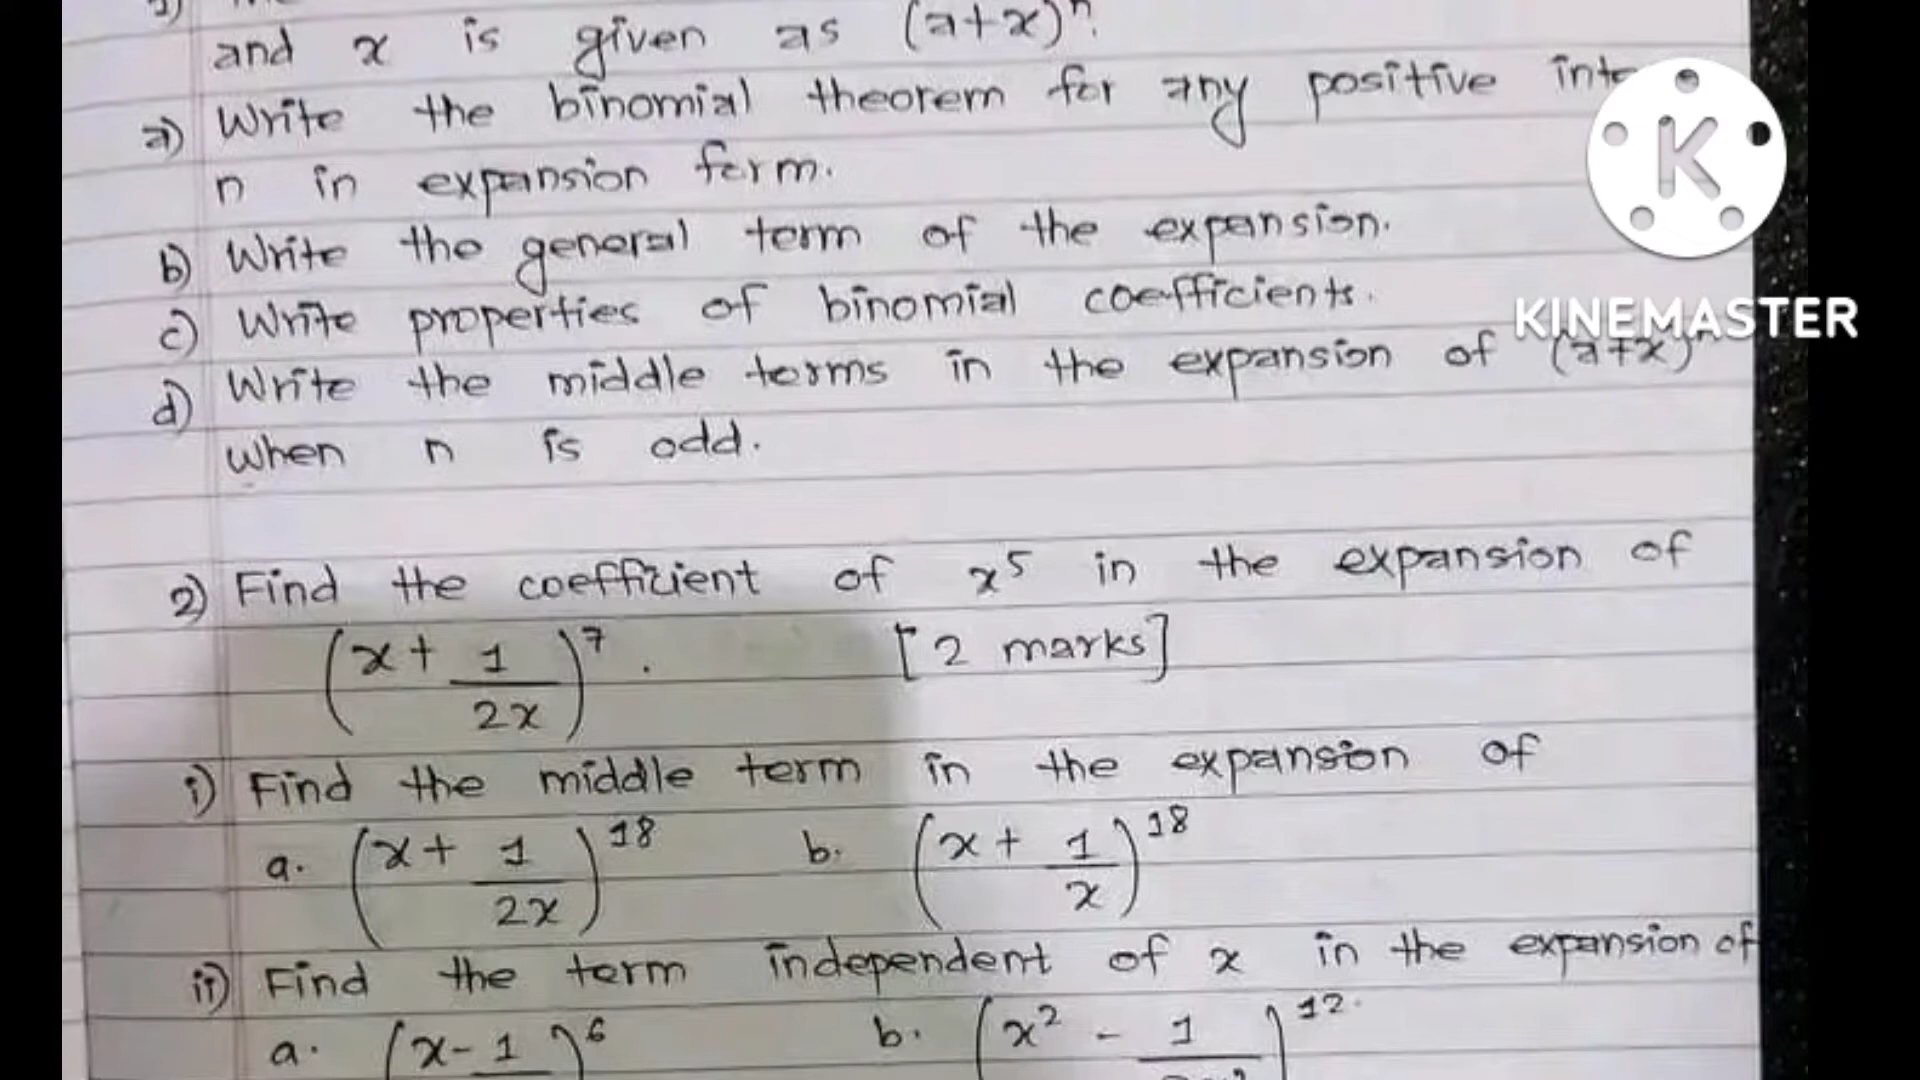 and x is given as (a+x)ⁿ.
a) Write the binomial theorem for any positive
n in expansion form.
b) Write the general term of the expansion.
c) Write properties of binomial coefficients.
d) Write the middle terms in the expansion of (a+x)ⁿ
when n is odd.
2) Find the coefficient of x⁵ in the expansion of
(x + 1/2x)⁷. [2 marks]
i) Find the middle term in the expansion of
a. (x + 1/2x)¹⁸ b. (x + 1/x)¹⁸
ii) Find the term independent of x in the expansion of
a. (x - 1 )⁶ b. (x² - 1 )¹²
K
KINEMASTER